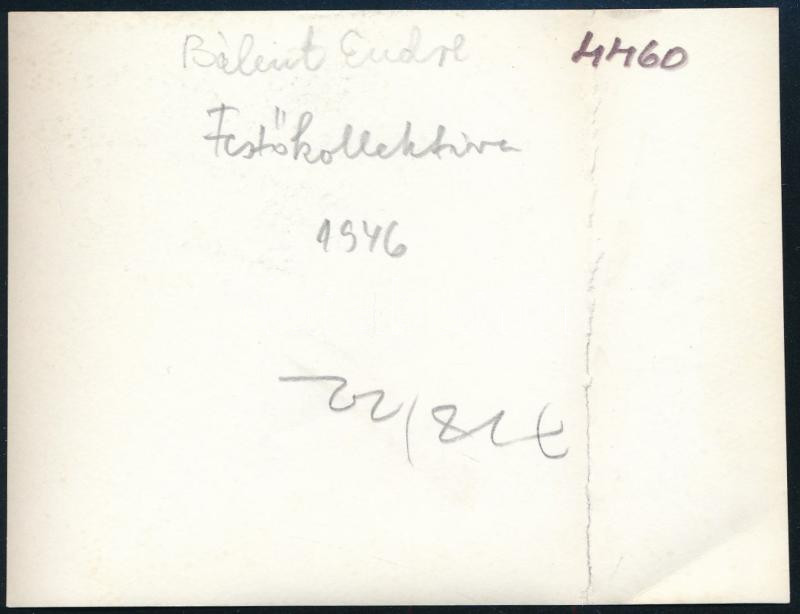 Bálint Endre 4460
Festőkollektíva
1946